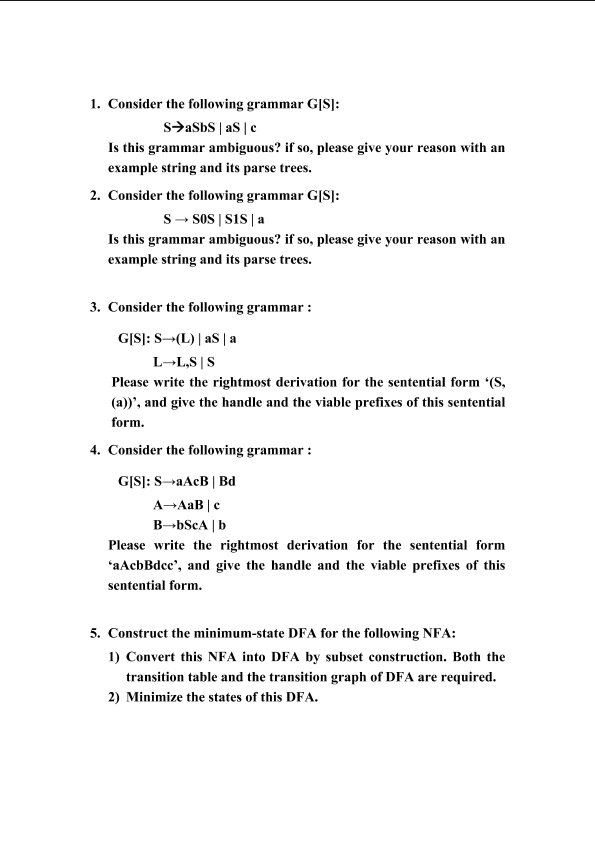 1. Consider the following grammar G[S]:
S→aSbS | aS | c
Is this grammar ambiguous? if so, please give your reason with an
example string and its parse trees.
2. Consider the following grammar G[S]:
S → S0S | S1S | a
Is this grammar ambiguous? if so, please give your reason with an
example string and its parse trees.
3. Consider the following grammar :
G[S]: S→(L) | aS | a
L→L,S | S
Please write the rightmost derivation for the sentential form ‘(S,
(a))’, and give the handle and the viable prefixes of this sentential
form.
4. Consider the following grammar :
G[S]: S→aAcB | Bd
A→AaB | c
B→bScA | b
Please write the rightmost derivation for the sentential form
‘aAcbBdcc’, and give the handle and the viable prefixes of this
sentential form.
5. Construct the minimum-state DFA for the following NFA:
1) Convert this NFA into DFA by subset construction. Both the
transition table and the transition graph of DFA are required.
2) Minimize the states of this DFA.